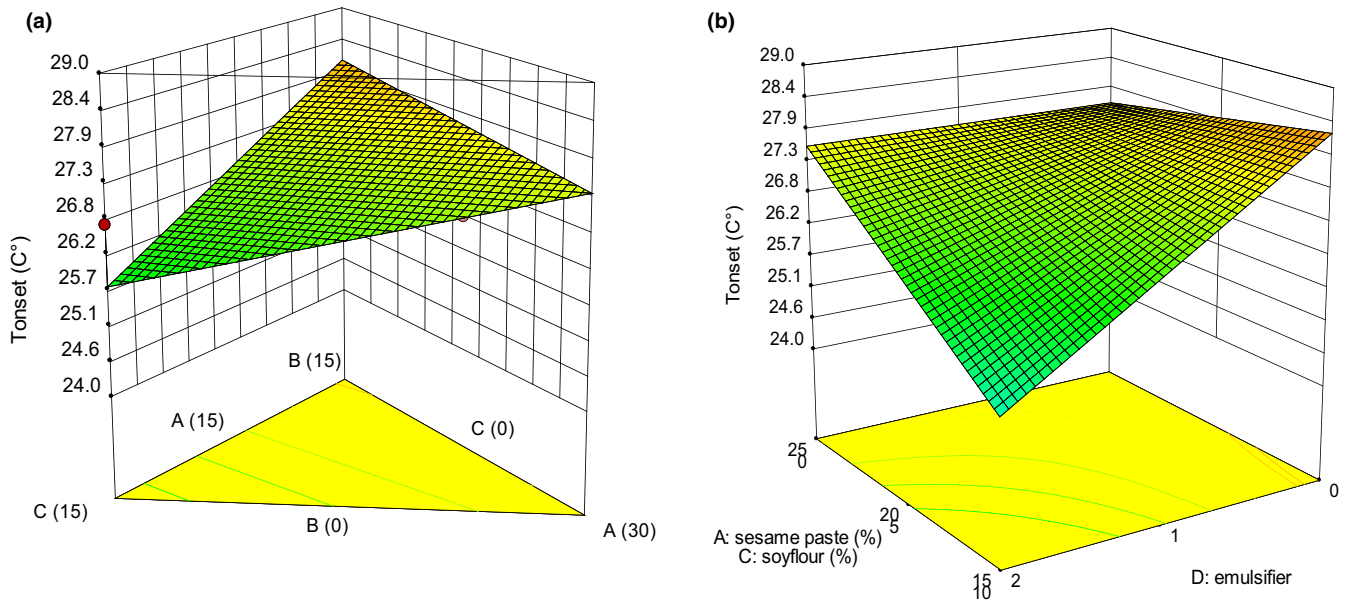 (a)
29.0
28.4
27.9
27.3
26.8
26.2
25.7
25.1
24.6
24.0
Tonset (C°)
B (15)
A (15)
C (0)
C (15)
B (0)
A (30)
(b)
29.0
28.4
27.9
27.3
26.8
26.2
25.7
25.1
24.6
24.0
Tonset (C°)
25
0
20
5
15
10
2
1
0
A: sesame paste (%)
C: soyflour (%)
D: emulsifier